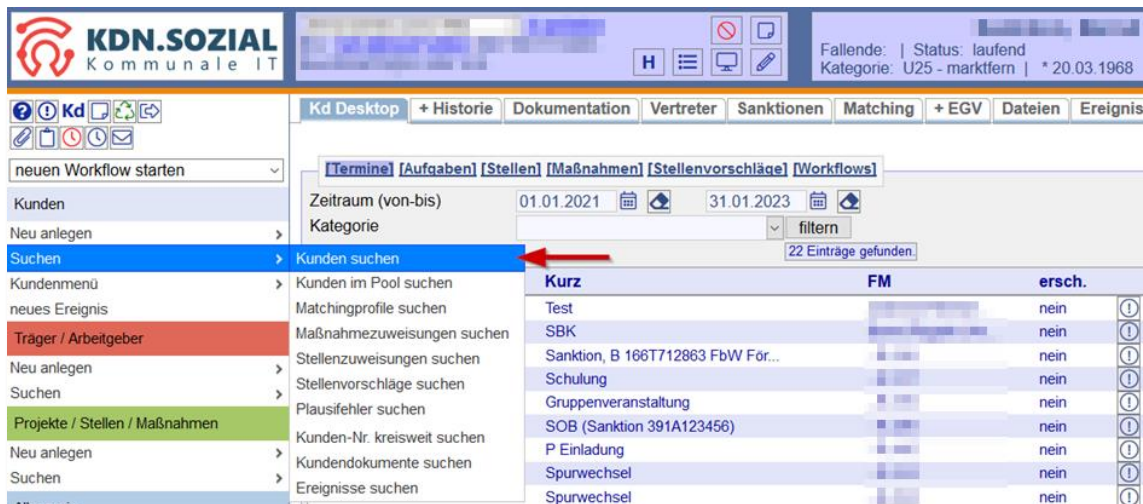 KDN.SOZIAL
Kommunale IT
H
Fallende: | Status: laufend
Kategorie: U25 - marktfern | * 20.03.1968
Kd
neuen Workflow starten
Kunden
Neu anlegen
Suchen
Kundenmenü
neues Ereignis
Träger / Arbeitgeber
Neu anlegen
Suchen
Projekte / Stellen / Maßnahmen
Neu anlegen
Suchen
Kd Desktop + Historie Dokumentation Vertreter Sanktionen Matching + EGV Dateien Ereignis
[Termine] [Aufgaben] [Stellen] [Maßnahmen] [Stellenvorschläge] [Workflows]
Zeitraum (von-bis) 01.01.2021 31.01.2023
Kategorie filtern
22 Einträge gefunden.
Kunden suchen
Kunden im Pool suchen
Matchingprofile suchen
Maßnahmezuweisungen suchen
Stellenzuweisungen suchen
Stellenvorschläge suchen
Plausifehler suchen
Kunden-Nr. kreisweit suchen
Kundendokumente suchen
Ereignisse suchen
Kurz FM ersch.
Test nein
SBK nein
Sanktion, B 166T712863 FbW För... nein
Schulung nein
Gruppenveranstaltung nein
SOB (Sanktion 391A123456) nein
P Einladung nein
Spurwechsel nein
Spurwechsel nein